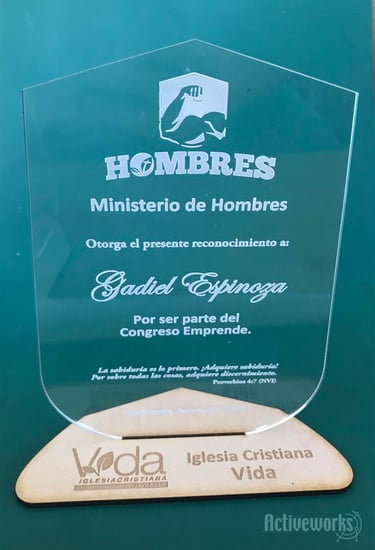 HOMBRES
Ministerio de Hombres
Otorga el presente reconocimiento a:
Gadiel Espinoza
Por ser parte del
Congreso Emprende.
La sabiduría es lo primero. ¡Adquiere sabiduría!
Por sobre todas las cosas, adquiere discernimiento.
Proverbios 4:7 (NVI)
Vida
IGLESIACRISTIANA
Iglesia Cristiana
Vida
Activeworks